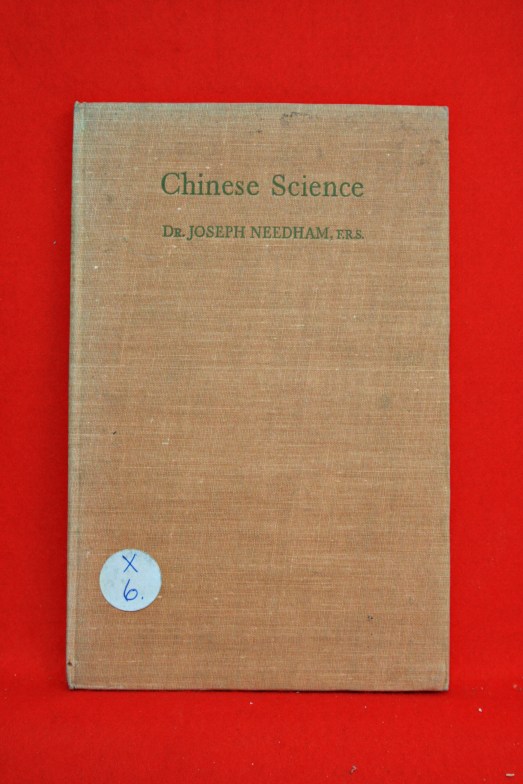 Chinese Science
DR. JOSEPH NEEDHAM, F.R.S.
X
6.